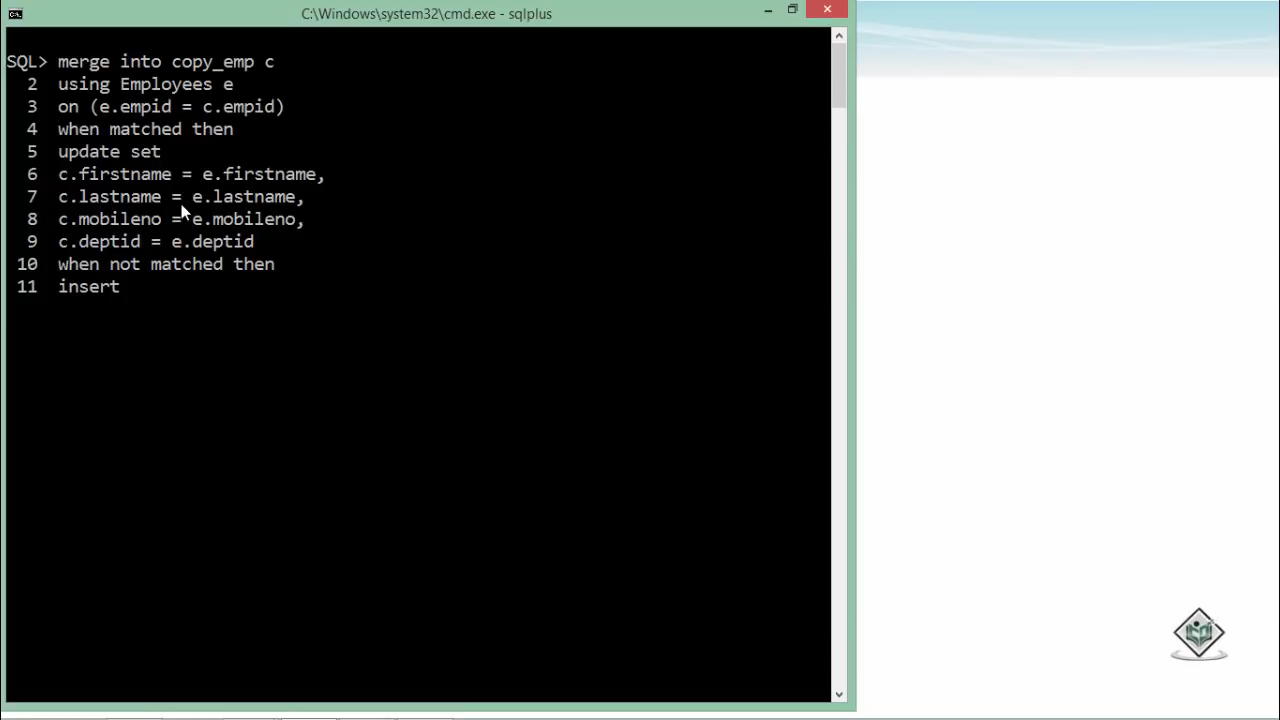 C:\Windows\system32\cmd.exe - sqlplus
SQL> merge into copy_emp c
2 using Employees e
3 on (e.empid = c.empid)
4 when matched then
5 update set
6 c.firstname = e.firstname,
7 c.lastname = e.lastname,
8 c.mobileno = e.mobileno,
9 c.deptid = e.deptid
10 when not matched then
11 insert